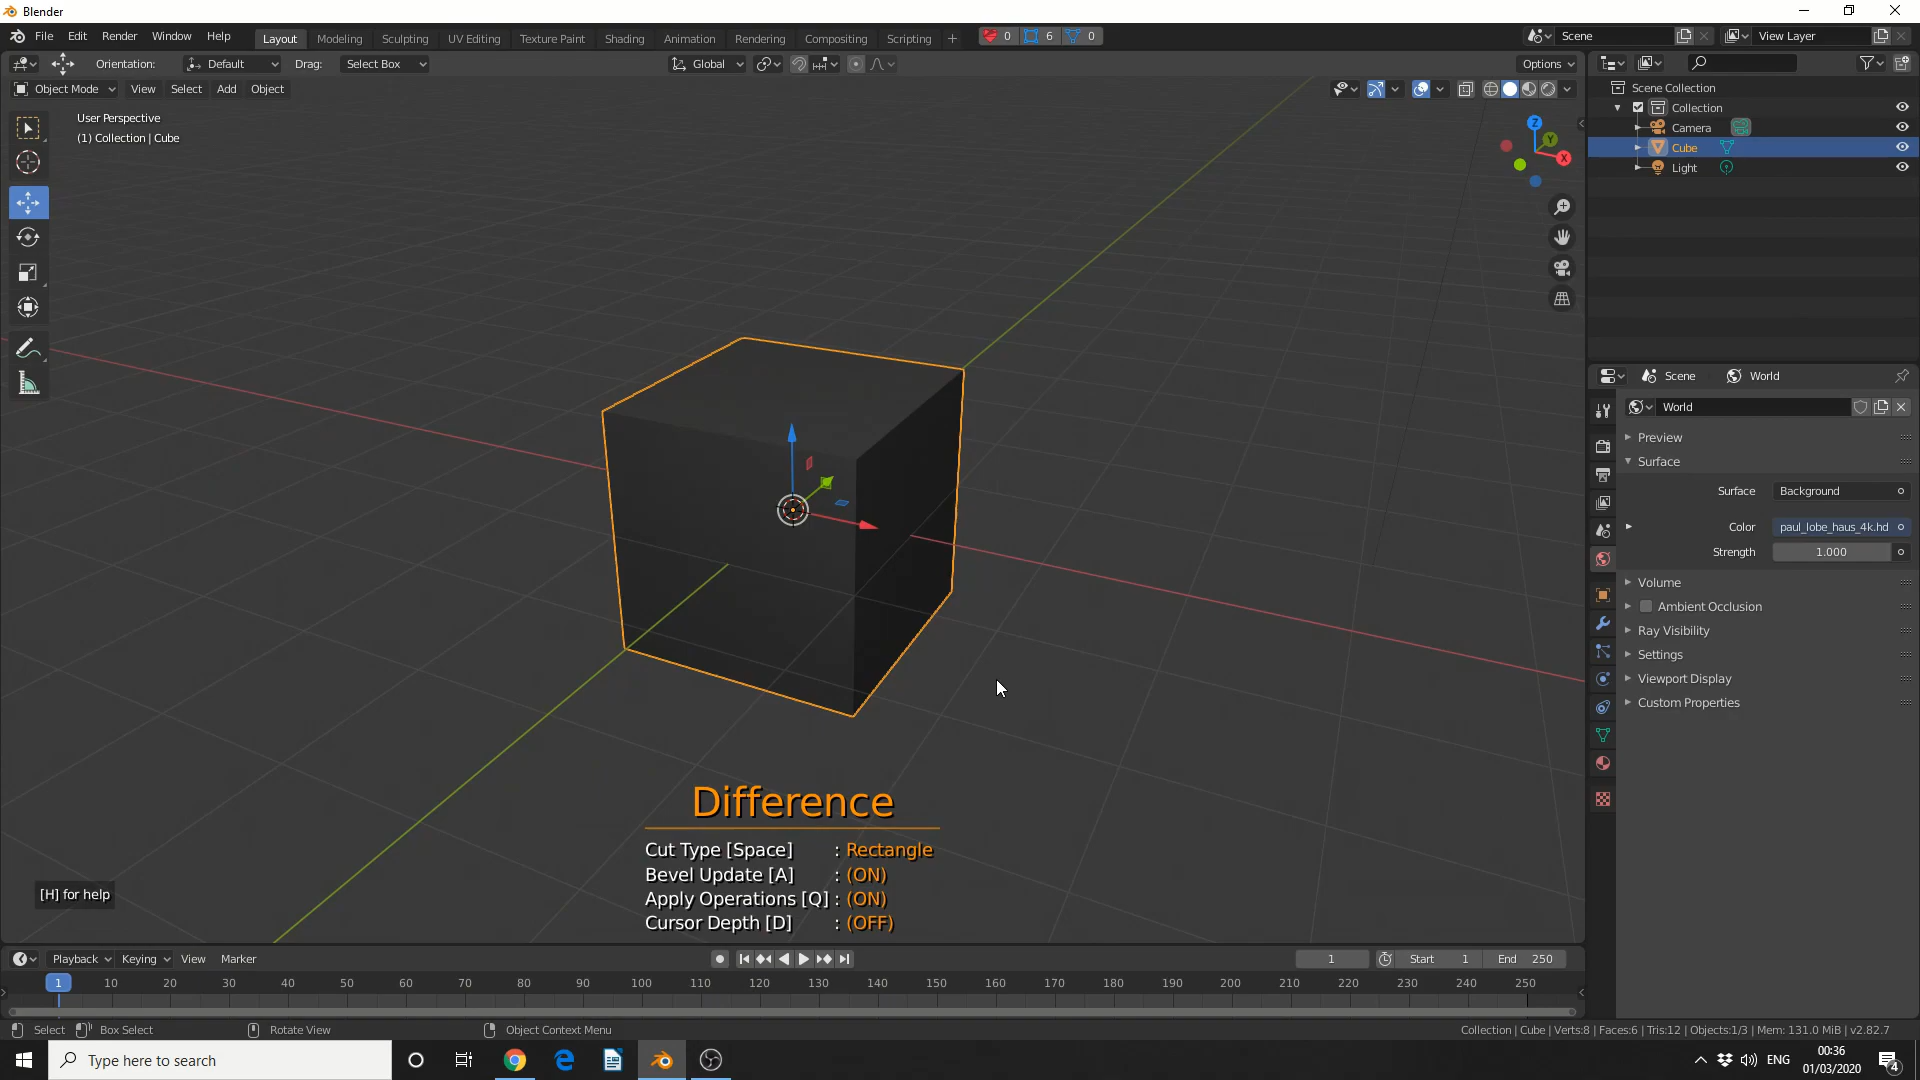 Blender
File Edit Render Window Help Layout Modeling Sculpting UV Editing Texture Paint Shading Animation Rendering Compositing Scripting + 0 6 0 Scene View Layer
Orientation: Default Drag: Select Box Global Options
Object Mode View Select Add Object
User Perspective
(1) Collection | Cube
Z
Y
X
Scene Collection
Collection
Camera
Cube
Light
Scene World
World
Preview
Surface
Surface Background
Color paul_lobe_haus_4k.hd
Strength 1.000
Volume
Ambient Occlusion
Ray Visibility
Settings
Viewport Display
Custom Properties
Difference
Cut Type [Space] : Rectangle
Bevel Update [A] : (ON)
Apply Operations [Q] : (ON)
Cursor Depth [D] : (OFF)
[H] for help
Playback Keying View Marker 1 Start 1 End 250
1 10 20 30 40 50 60 70 80 90 100 110 120 130 140 150 160 170 180 190 200 210 220 230 240 250
Select Box Select Rotate View Object Context Menu Collection | Cube | Verts:8 | Faces:6 | Tris:12 | Objects:1/3 | Mem: 131.0 MiB | v2.82.7
Type here to search ENG 00:36
01/03/2020
4